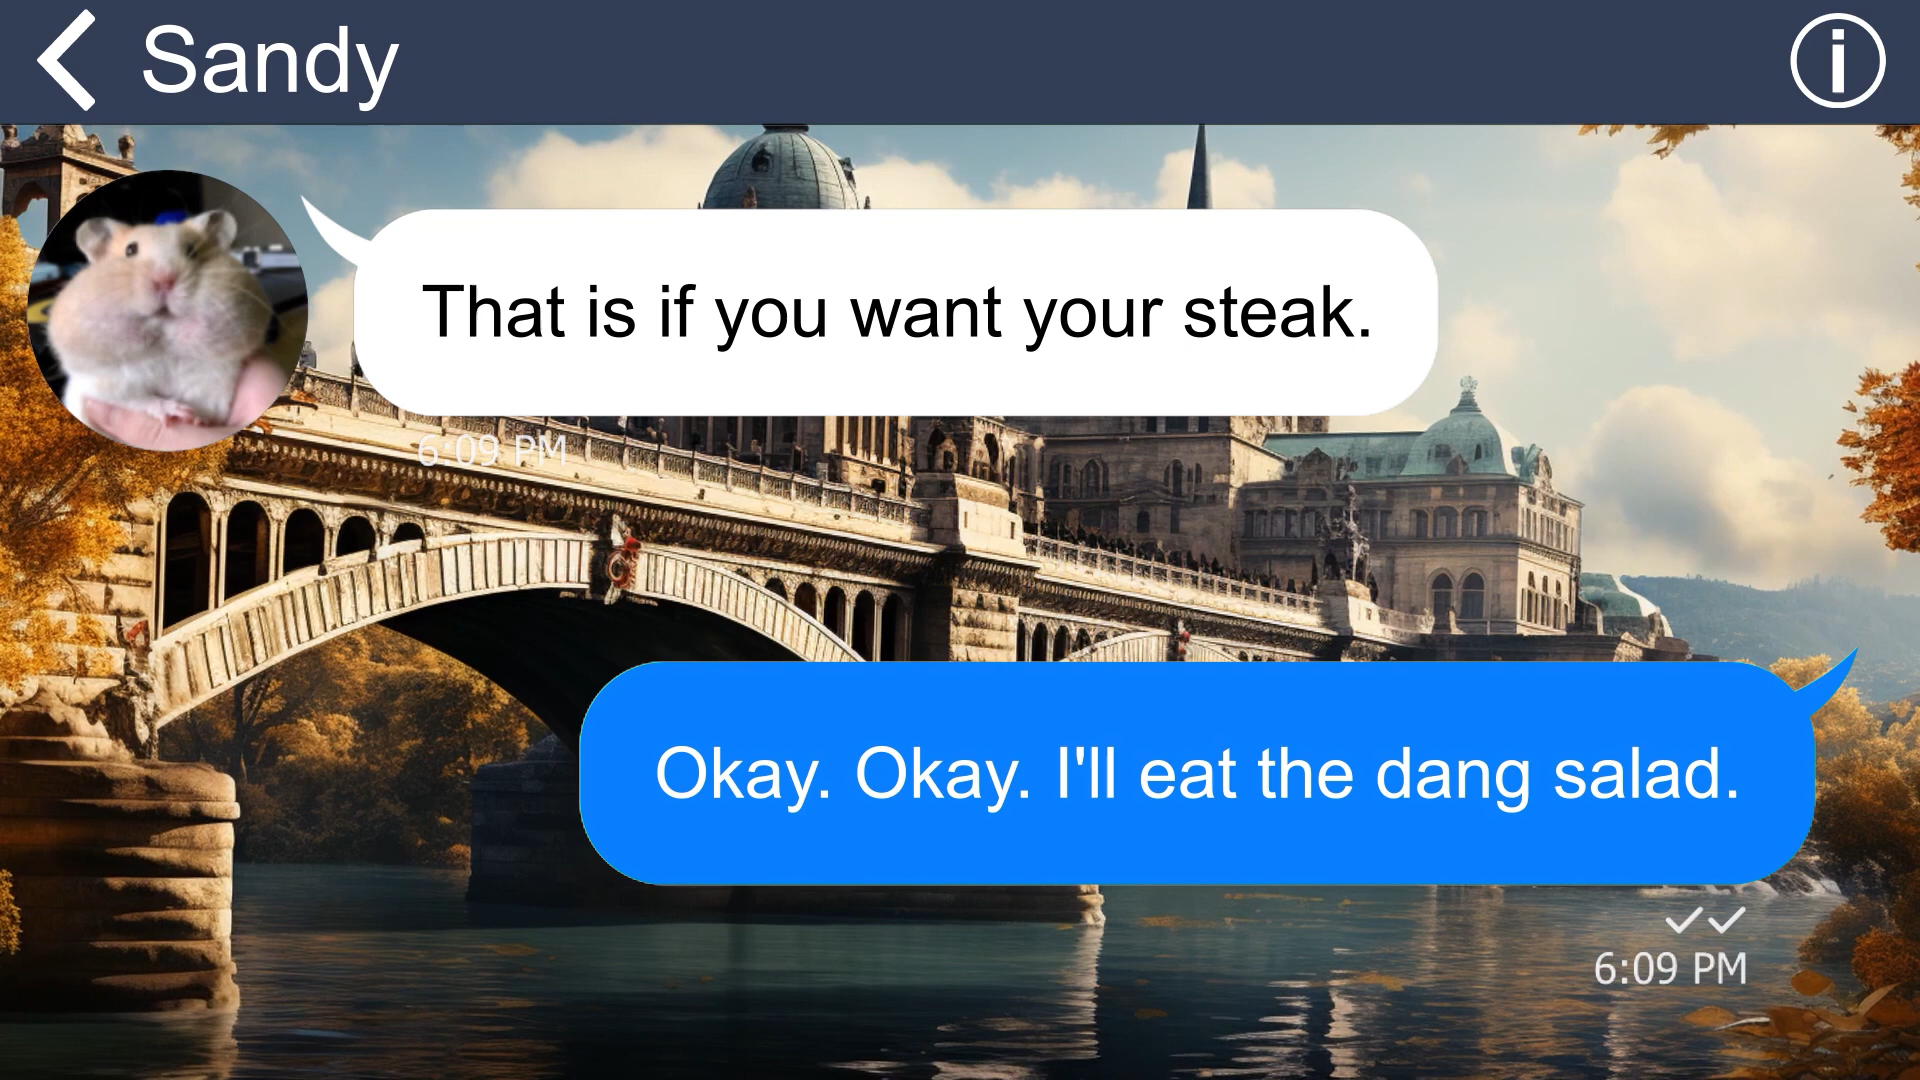 Sandy
That is if you want your steak.
6:09 PM
Okay. Okay. I'll eat the dang salad.
6:09 PM